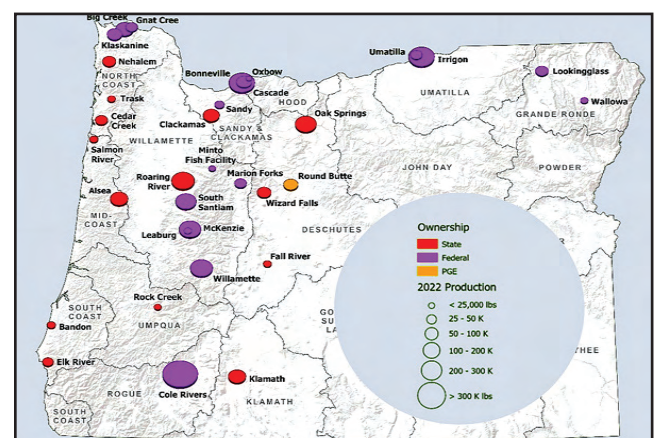 Big Creek
Gnat Cree
Klaskanine
Nehalem
NORTH
COAST
Trask
Cedar
Creek
Salmon
River
WILLAMETTE
Bonneville
Oxbow
Cascade
HOOD
Sandy
Clackamas
SANDY &
CLACKAMAS
Oak Springs
Umatilla
Irrigon
UMATILLA
Lookingglass
Wallowa
GRANDE RONDE
Minto
Fish Facility
Marion Forks
Round Butte
Wizard Falls
Roaring
River
South
Santiam
Alsea
MID-
COAST
Leaburg
McKenzie
Willamette
DESCHUTES
Fall River
JOHN DAY
POWDER
SOUTH
COAST
Bandon
Rock Creek
UMPQUA
Elk River
ROGUE
Cole Rivers
SOUTH
COAST
Klamath
KLAMATH
GO
SU
LA
R
HEE
Ownership
State
Federal
PGE
2022 Production
< 25,000 lbs
25 - 50 K
50 - 100 K
100 - 200 K
200 - 300 K
> 300 K lbs